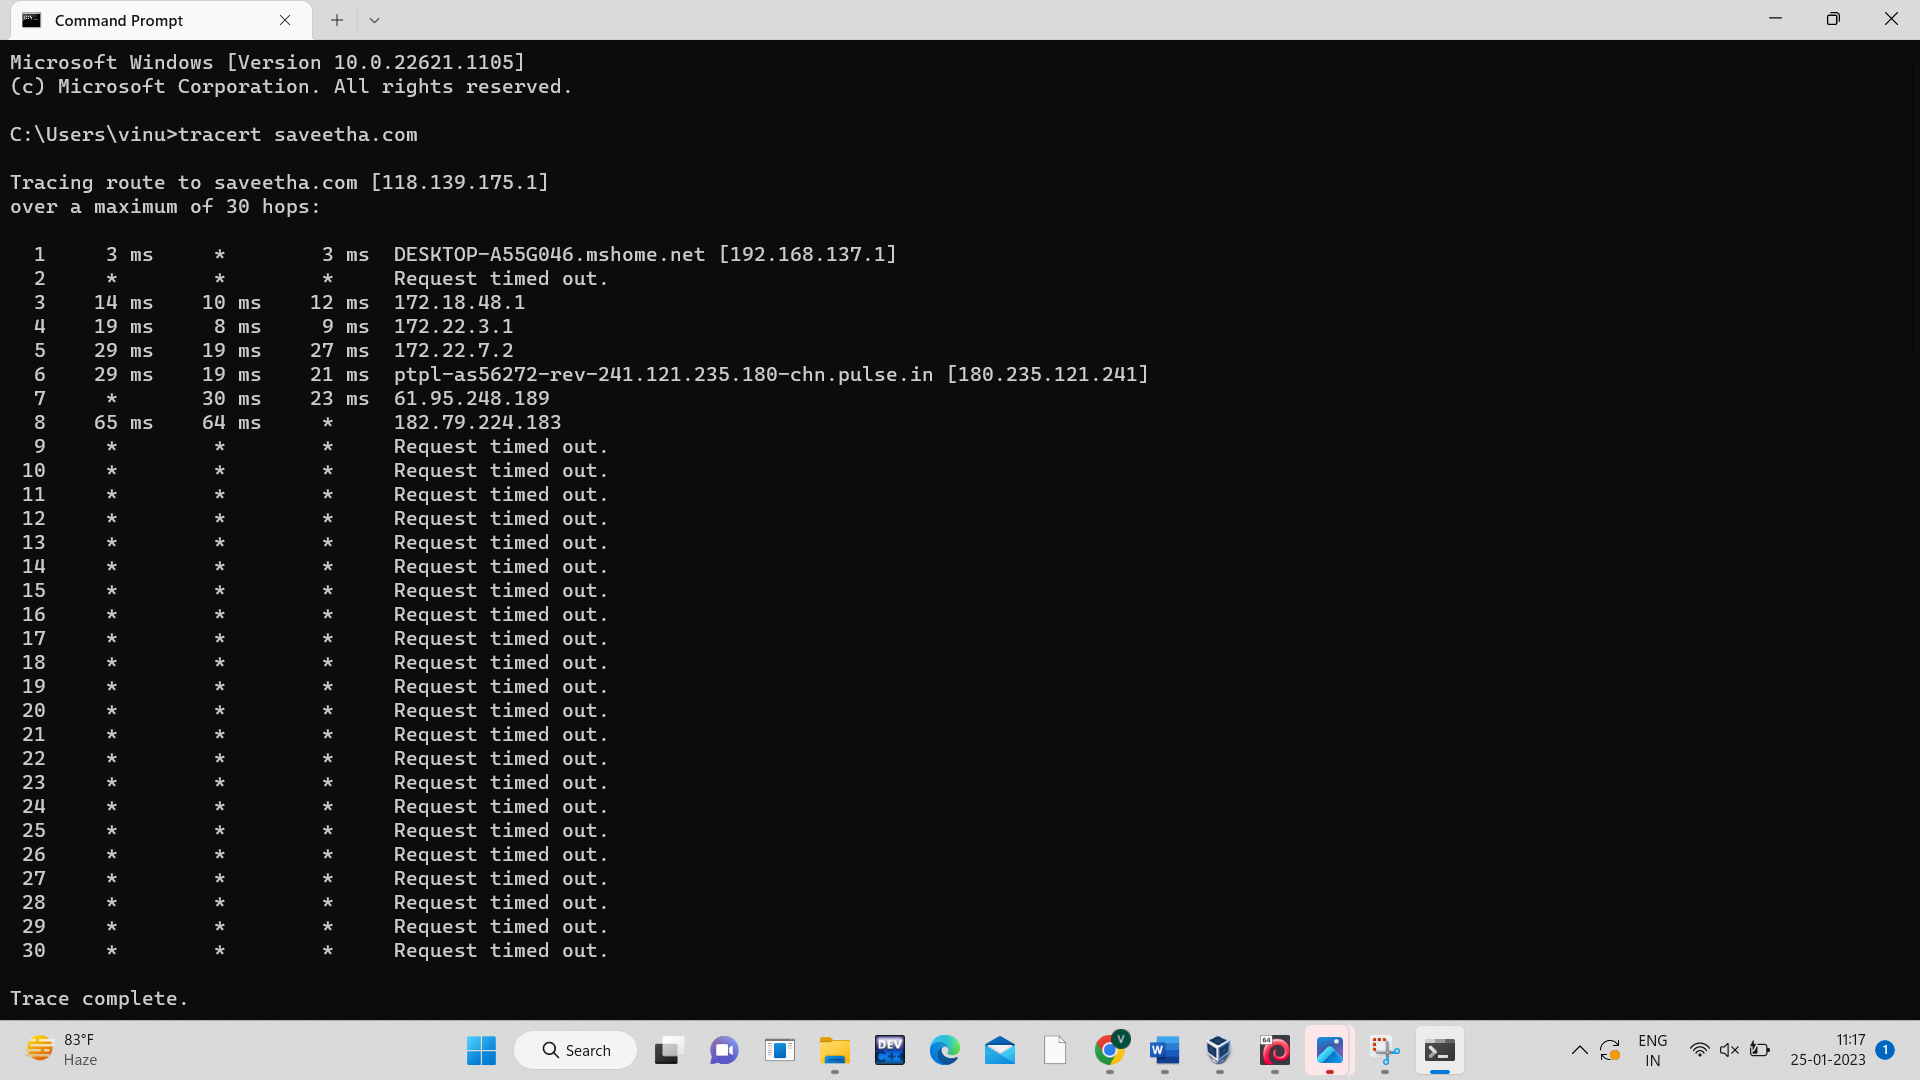 Command Prompt
Microsoft Windows [Version 10.0.22621.1105]
(c) Microsoft Corporation. All rights reserved.
C:\Users\vinu>tracert saveetha.com
Tracing route to saveetha.com [118.139.175.1]
over a maximum of 30 hops:
1 3 ms * 3 ms DESKTOP-A55G046.mshome.net [192.168.137.1]
2 * * * Request timed out.
3 14 ms 10 ms 12 ms 172.18.48.1
4 19 ms 8 ms 9 ms 172.22.3.1
5 29 ms 19 ms 27 ms 172.22.7.2
6 29 ms 19 ms 21 ms ptpl-as56272-rev-241.121.235.180-chn.pulse.in [180.235.121.241]
7 * 30 ms 23 ms 61.95.248.189
8 65 ms 64 ms * 182.79.224.183
9 * * * Request timed out.
10 * * * Request timed out.
11 * * * Request timed out.
12 * * * Request timed out.
13 * * * Request timed out.
14 * * * Request timed out.
15 * * * Request timed out.
16 * * * Request timed out.
17 * * * Request timed out.
18 * * * Request timed out.
19 * * * Request timed out.
20 * * * Request timed out.
21 * * * Request timed out.
22 * * * Request timed out.
23 * * * Request timed out.
24 * * * Request timed out.
25 * * * Request timed out.
26 * * * Request timed out.
27 * * * Request timed out.
28 * * * Request timed out.
29 * * * Request timed out.
30 * * * Request timed out.
Trace complete.
83°F
Haze
Search
DEV
C++
V
W
64
ENG
IN
11:17
25-01-2023
1